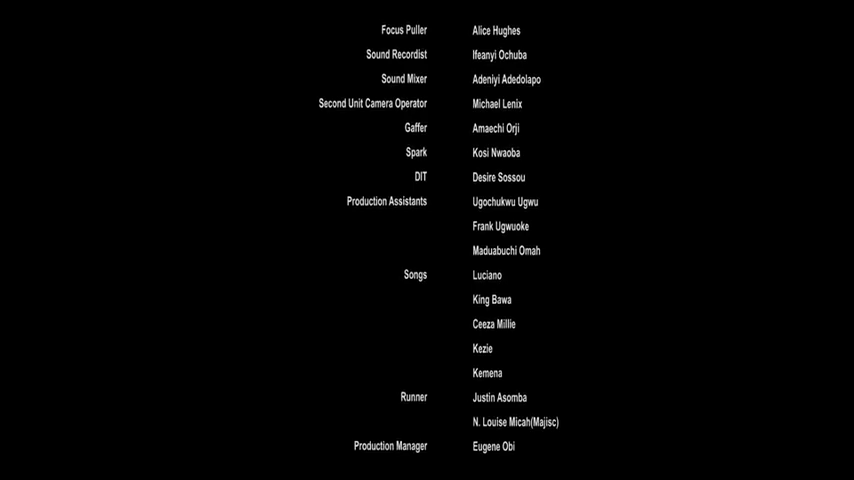 Focus Puller Alice Hughes
Sound Recordist Ifeanyi Ochuba
Sound Mixer Adeniyi Adedolapo
Second Unit Camera Operator Michael Lenix
Gaffer Amaechi Orji
Spark Kosi Nwaoba
DIT Desire Sossou
Production Assistants Ugochukwu Ugwu
Frank Ugwuoke
Maduabuchi Omah
Songs Luciano
King Bawa
Ceeza Millie
Kezie
Kemena
Runner Justin Asomba
N. Louise Micah(Majisc)
Production Manager Eugene Obi